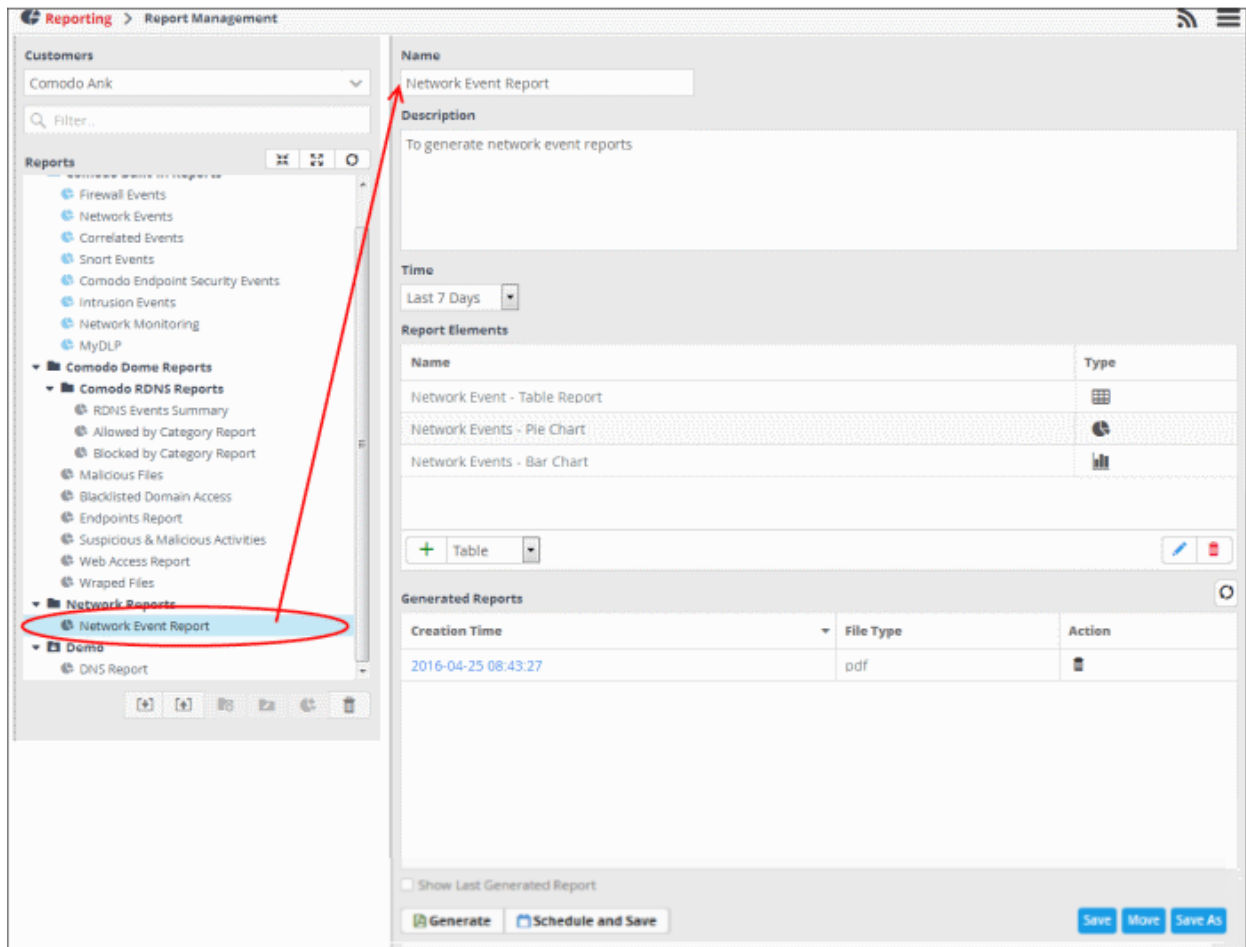 Reporting > Report Management
Customers
Comodo Ank
Filter..
Reports
Comodo Built In Reports
Firewall Events
Network Events
Correlated Events
Snort Events
Comodo Endpoint Security Events
Intrusion Events
Network Monitoring
MyDLP
Comodo Dome Reports
Comodo RDNS Reports
RDNS Events Summary
Allowed by Category Report
Blocked by Category Report
Malicious Files
Blacklisted Domain Access
Endpoints Report
Suspicious & Malicious Activities
Web Access Report
Wraped Files
Network Reports
Network Event Report
Demo
DNS Report
Name
Network Event Report
Description
To generate network event reports
Time
Last 7 Days
Report Elements
Name Type
Network Event - Table Report
Network Events - Pie Chart
Network Events - Bar Chart
Table
Generated Reports
Creation Time File Type Action
2016-04-25 08:43:27 pdf
Show Last Generated Report
Generate Schedule and Save Save Move Save As